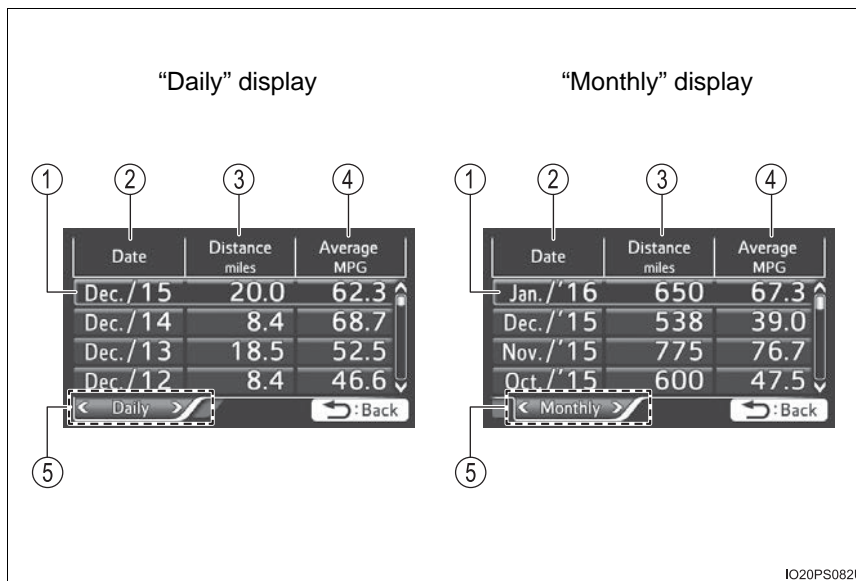 “Daily” display
1 2 3 4
Date Distance miles Average MPG
Dec./15 20.0 62.3
Dec./14 8.4 68.7
Dec./13 18.5 52.5
Dec./12 8.4 46.6
< Daily > :Back
5
“Monthly” display
1 2 3 4
Date Distance miles Average MPG
Jan./’16 650 67.3
Dec./’15 538 39.0
Nov./’15 775 76.7
Oct./’15 600 47.5
< Monthly > :Back
5
IO20PS082U